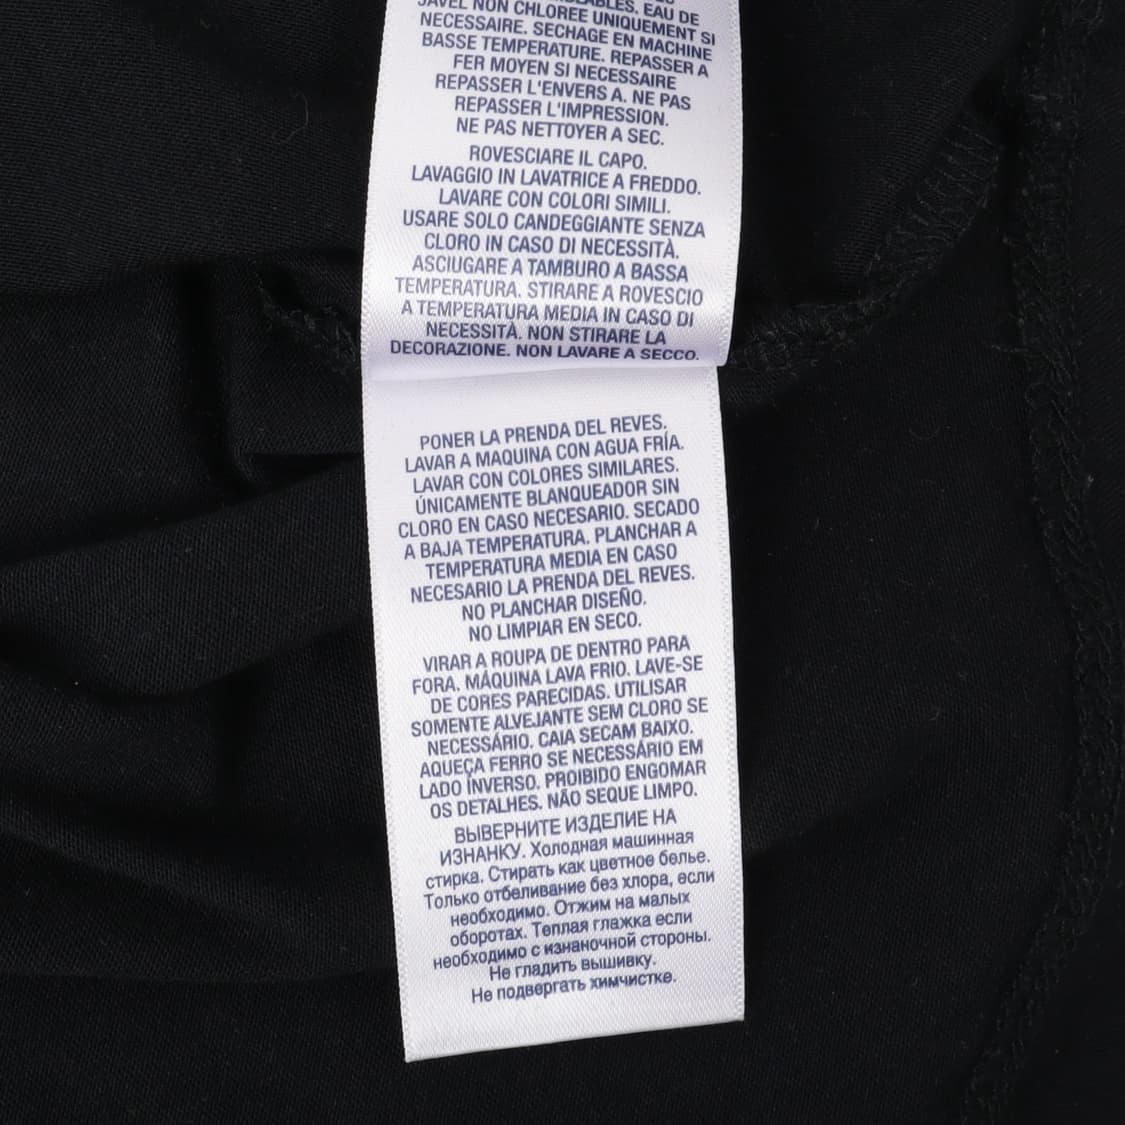 JAVEL NON CHLOREE UNIQUEMENT SI
NECESSAIRE. SECHAGE EN MACHINE
BASSE TEMPERATURE. REPASSER A
FER MOYEN SI NECESSAIRE
REPASSER L'ENVERS A. NE PAS
REPASSER L'IMPRESSION.
NE PAS NETTOYER A SEC.
ROVESCIARE IL CAPO.
LAVAGGIO IN LAVATRICE A FREDDO.
LAVARE CON COLORI SIMILI.
USARE SOLO CANDEGGIANTE SENZA
CLORO IN CASO DI NECESSITÀ.
ASCIUGARE A TAMBURO A BASSA
TEMPERATURA. STIRARE A ROVESCIO
A TEMPERATURA MEDIA IN CASO DI
NECESSITÀ. NON STIRARE LA
DECORAZIONE. NON LAVARE A SECCO.
PONER LA PRENDA DEL REVES.
LAVAR A MAQUINA CON AGUA FRÍA.
LAVAR CON COLORES SIMILARES.
ÚNICAMENTE BLANQUEADOR SIN
CLORO EN CASO NECESARIO. SECADO
A BAJA TEMPERATURA. PLANCHAR A
TEMPERATURA MEDIA EN CASO
NECESARIO LA PRENDA DEL REVES.
NO PLANCHAR DISEÑO.
NO LIMPIAR EN SECO.
VIRAR A ROUPA DE DENTRO PARA
FORA. MÁQUINA LAVA FRIO. LAVE-SE
DE CORES PARECIDAS. UTILISAR
SOMENTE ALVEJANTE SEM CLORO SE
NECESSÁRIO. CAIA SECAM BAIXO.
AQUEÇA FERRO SE NECESSÁRIO EM
LADO INVERSO. PROIBIDO ENGOMAR
OS DETALHES. NÃO SEQUE LIMPO.
ВЫВЕРНИТЕ ИЗДЕЛИЕ НА
ИЗНАНКУ. Холодная машинная
стирка. Стирать как цветное белье.
Только отбеливание без хлора, если
необходимо. Отжим на малых
оборотах. Теплая глажка если
необходимо с изнаночной стороны.
Не гладить вышивку.
Не подвергать химчистке.